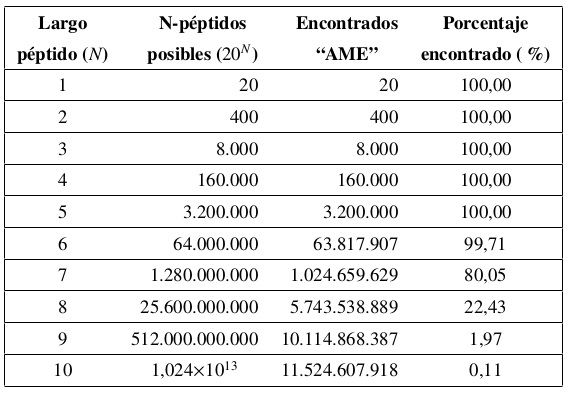 Largo N-péptidos Encontrados Porcentaje
péptido (N) posibles (20^N) “AME” encontrado ( %)
1 20 20 100,00
2 400 400 100,00
3 8.000 8.000 100,00
4 160.000 160.000 100,00
5 3.200.000 3.200.000 100,00
6 64.000.000 63.817.907 99,71
7 1.280.000.000 1.024.659.629 80,05
8 25.600.000.000 5.743.538.889 22,43
9 512.000.000.000 10.114.868.387 1,97
10 1,024×10^13 11.524.607.918 0,11